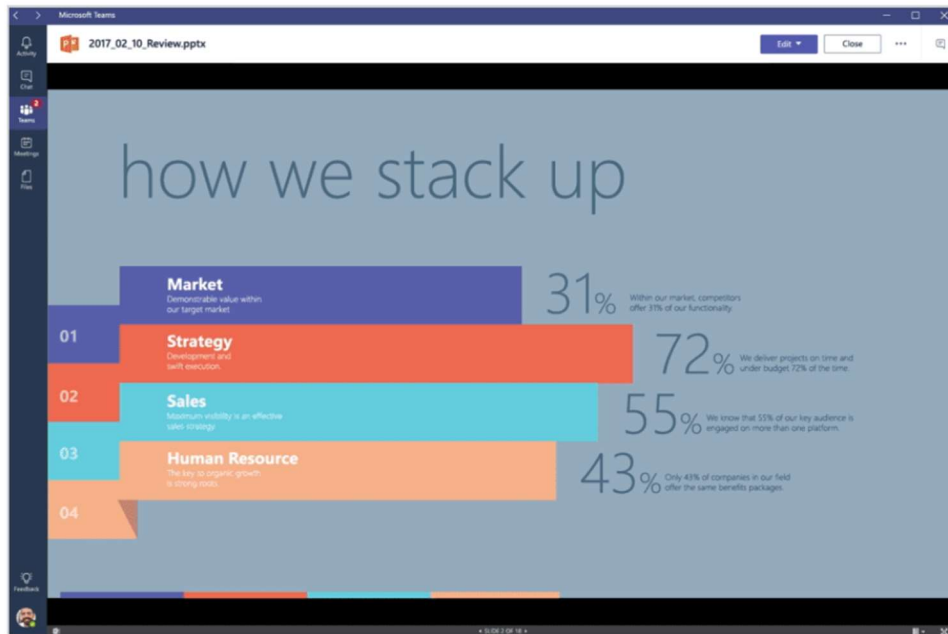 Microsoft Teams
Activity
Chat
2
Teams
Meetings
Files
Feedback
2017_02_10_Review.pptx
Edit
Close
how we stack up
01
Market
Demonstrable value within
our target market
31%
Within our market, competitors
offer 31% of our functionality
02
Strategy
Development and
swift execution.
72%
We deliver projects on time and
under budget 72% of the time.
03
Sales
Maximum visibility is an effective
sales strategy
55%
We know that 55% of our key audience is
engaged on more than one platform.
04
Human Resource
The key to organic growth
is strong roots.
43%
Only 43% of companies in our field
offer the same benefits packages.
SLIDE 2 OF 18